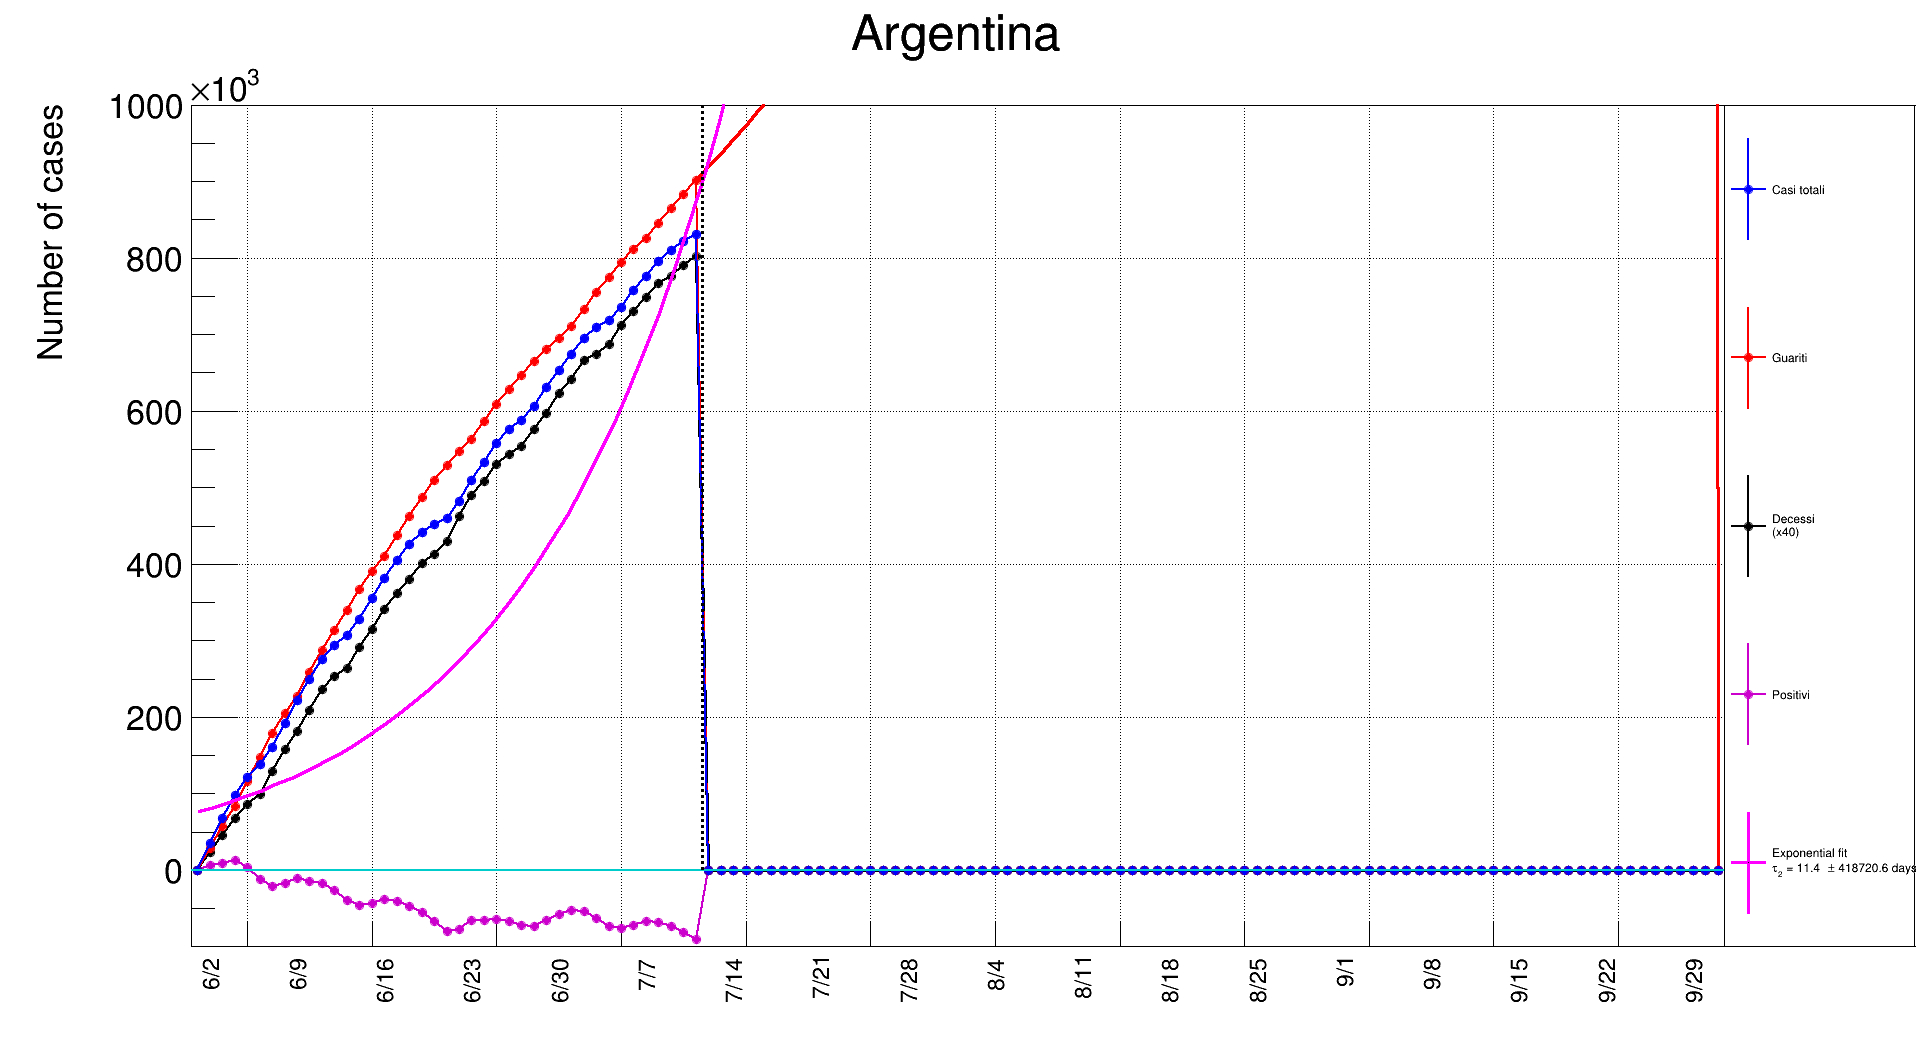 Argentina
×10³
Number of cases
1000
800
600
400
200
0
6/2 6/9 6/16 6/23 6/30 7/7 7/14 7/21 7/28 8/4 8/11 8/18 8/25 9/1 9/8 9/15 9/22 9/29
Casi totali
Guariti
Decessi
(x40)
Positivi
Exponential fit
τ₂ = 11.4 ± 418720.6 days